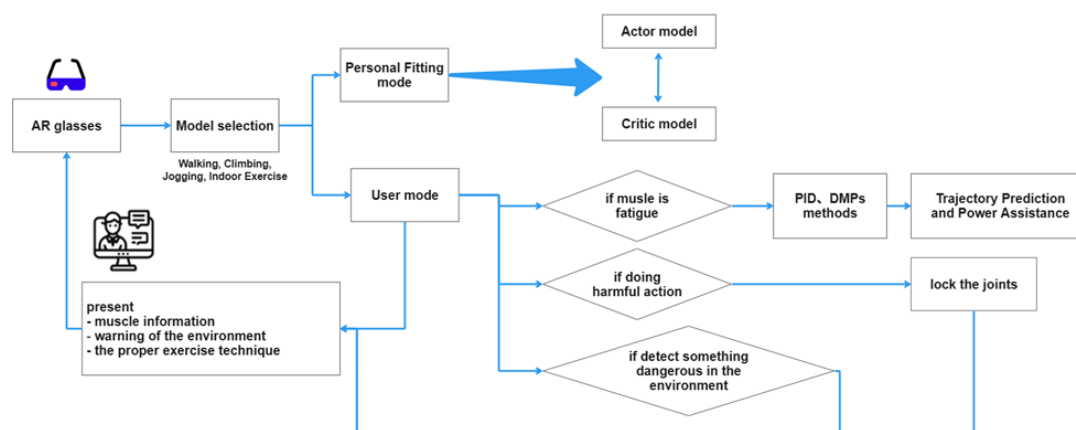 Actor model
Personal Fitting
mode
AR glasses
Model selection
Critic model
Walking, Climbing,
Jogging, Indoor Exercise
User mode
if musle is
fatigue
PID、DMPs
methods
Trajectory Prediction
and Power Assistance
if doing
harmful action
lock the joints
present
- muscle information
- warning of the environment
- the proper exercise technique
if detect something
dangerous in the
environment